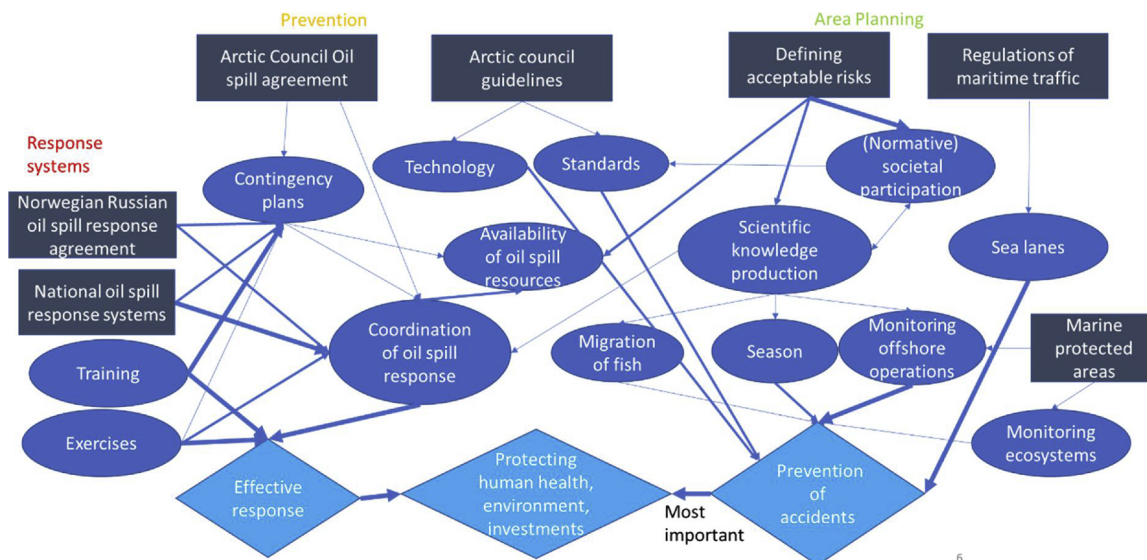 Prevention
Area Planning
Arctic Council Oil
spill agreement
Arctic council
guidelines
Defining
acceptable risks
Regulations of
maritime traffic
Response
systems
Contingency
plans
Technology
Standards
(Normative)
societal
participation
Norwegian Russian
oil spill response
agreement
Availability
of oil spill
resources
Scientific
knowledge
production
Sea lanes
National oil spill
response systems
Coordination
of oil spill
response
Migration
of fish
Season
Monitoring
offshore
operations
Marine
protected
areas
Training
Exercises
Monitoring
ecosystems
Effective
response
Protecting
human health,
environment,
investments
Most
important
Prevention
of
accidents
6